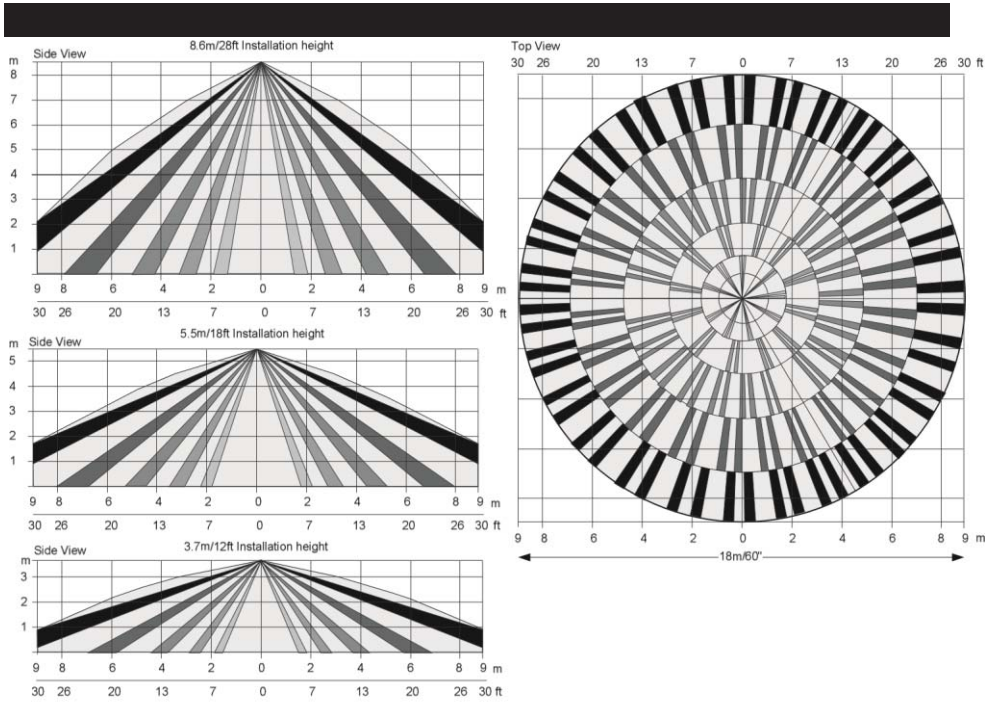 8.6m/28ft Installation height
Side View
m
8
7
6
5
4
3
2
1
9 8 6 4 2 0 2 4 6 8 9 m
30 26 20 13 7 0 7 13 20 26 30 ft
5.5m/18ft Installation height
Side View
m
5
4
3
2
1
9 8 6 4 2 0 2 4 6 8 9 m
30 26 20 13 7 0 7 13 20 26 30 ft
3.7m/12ft Installation height
Side View
m
3
2
1
9 8 6 4 2 0 2 4 6 8 9 m
30 26 20 13 7 0 7 13 20 26 30 ft
Top View
30 26 20 13 7 0 7 13 20 26 30 ft
9 8 6 4 2 0 2 4 6 8 9 m
18m/60"